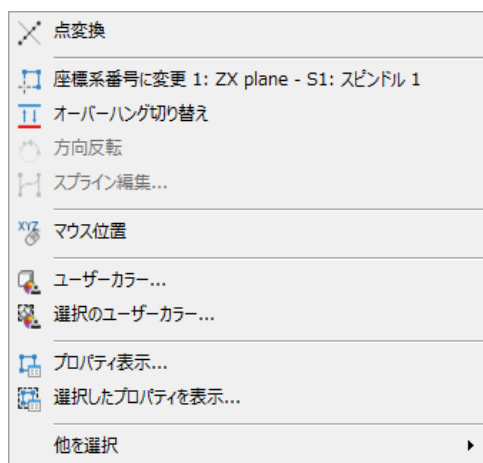 点変換
座標系番号に変更 1: ZX plane - S1: スピンドル 1
オーバーハング切り替え
方向反転
スプライン編集...
XYZ マウス位置
ユーザーカラー...
選択のユーザーカラー...
プロパティ表示...
選択したプロパティを表示...
他を選択